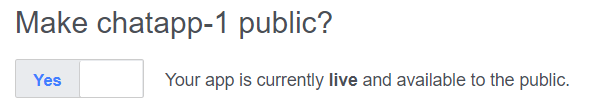 Make chatapp-1 public?
Yes Your app is currently live and available to the public.